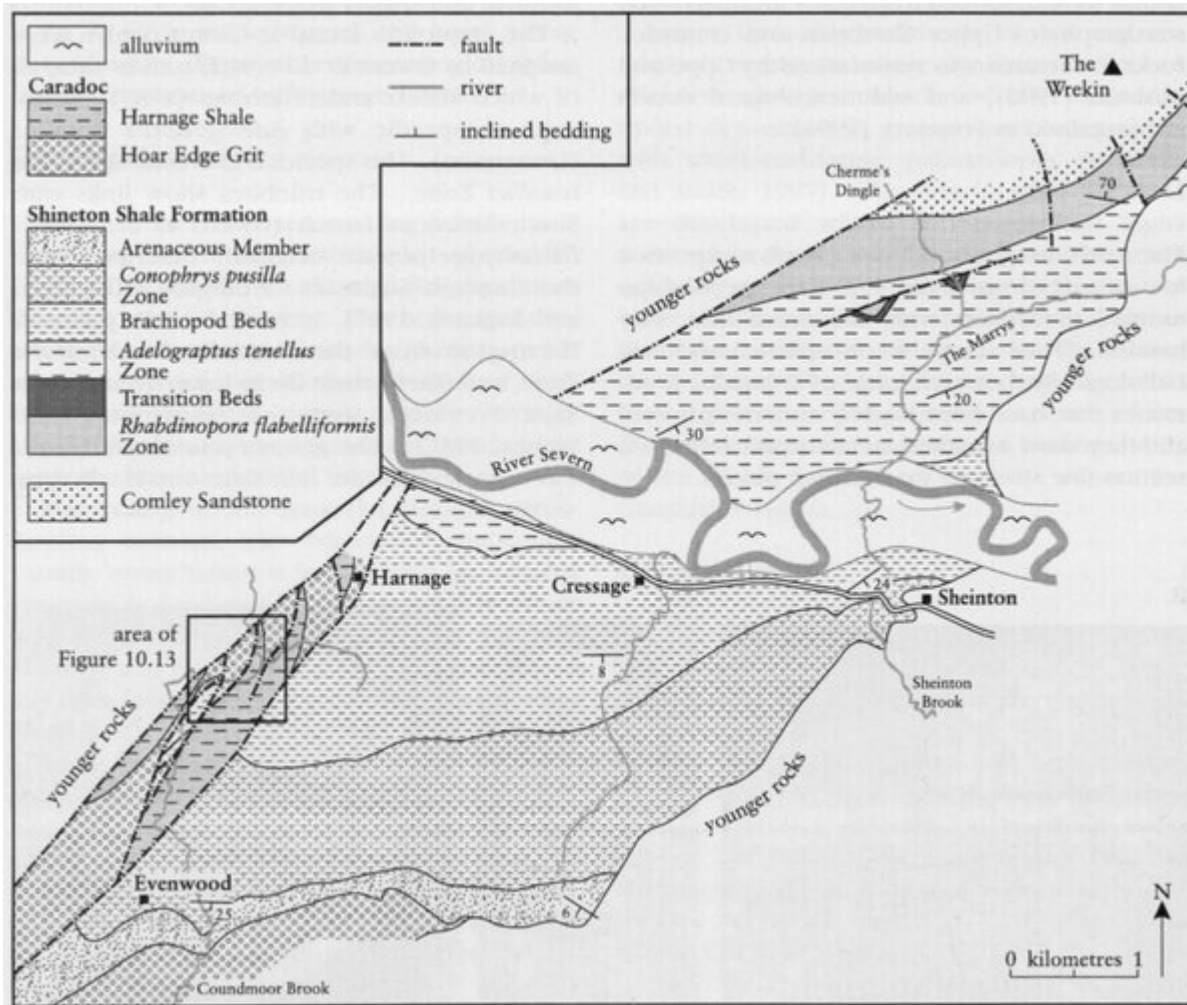 alluvium
fault
river
inclined bedding
Caradoc
Harnage Shale
Hoar Edge Grit
Shineton Shale Formation
Arenaceous Member
Conophrys pusilla
Zone
Brachiopod Beds
Adelograptus tenellus
Zone
Transition Beds
Rhabdinopora flabelliformis
Zone
Comley Sandstone
The
Wrekin
Cherme's
Dingle
70
younger rocks
The Marrys
younger rocks
20
30
River Severn
Harnage
Cressage
24
Sheinton
area of
Figure 10.13
8
Sheinton
Brook
younger rocks
younger rocks
Evenwood
25
6
Coundmoor Brook
N
0 kilometres 1